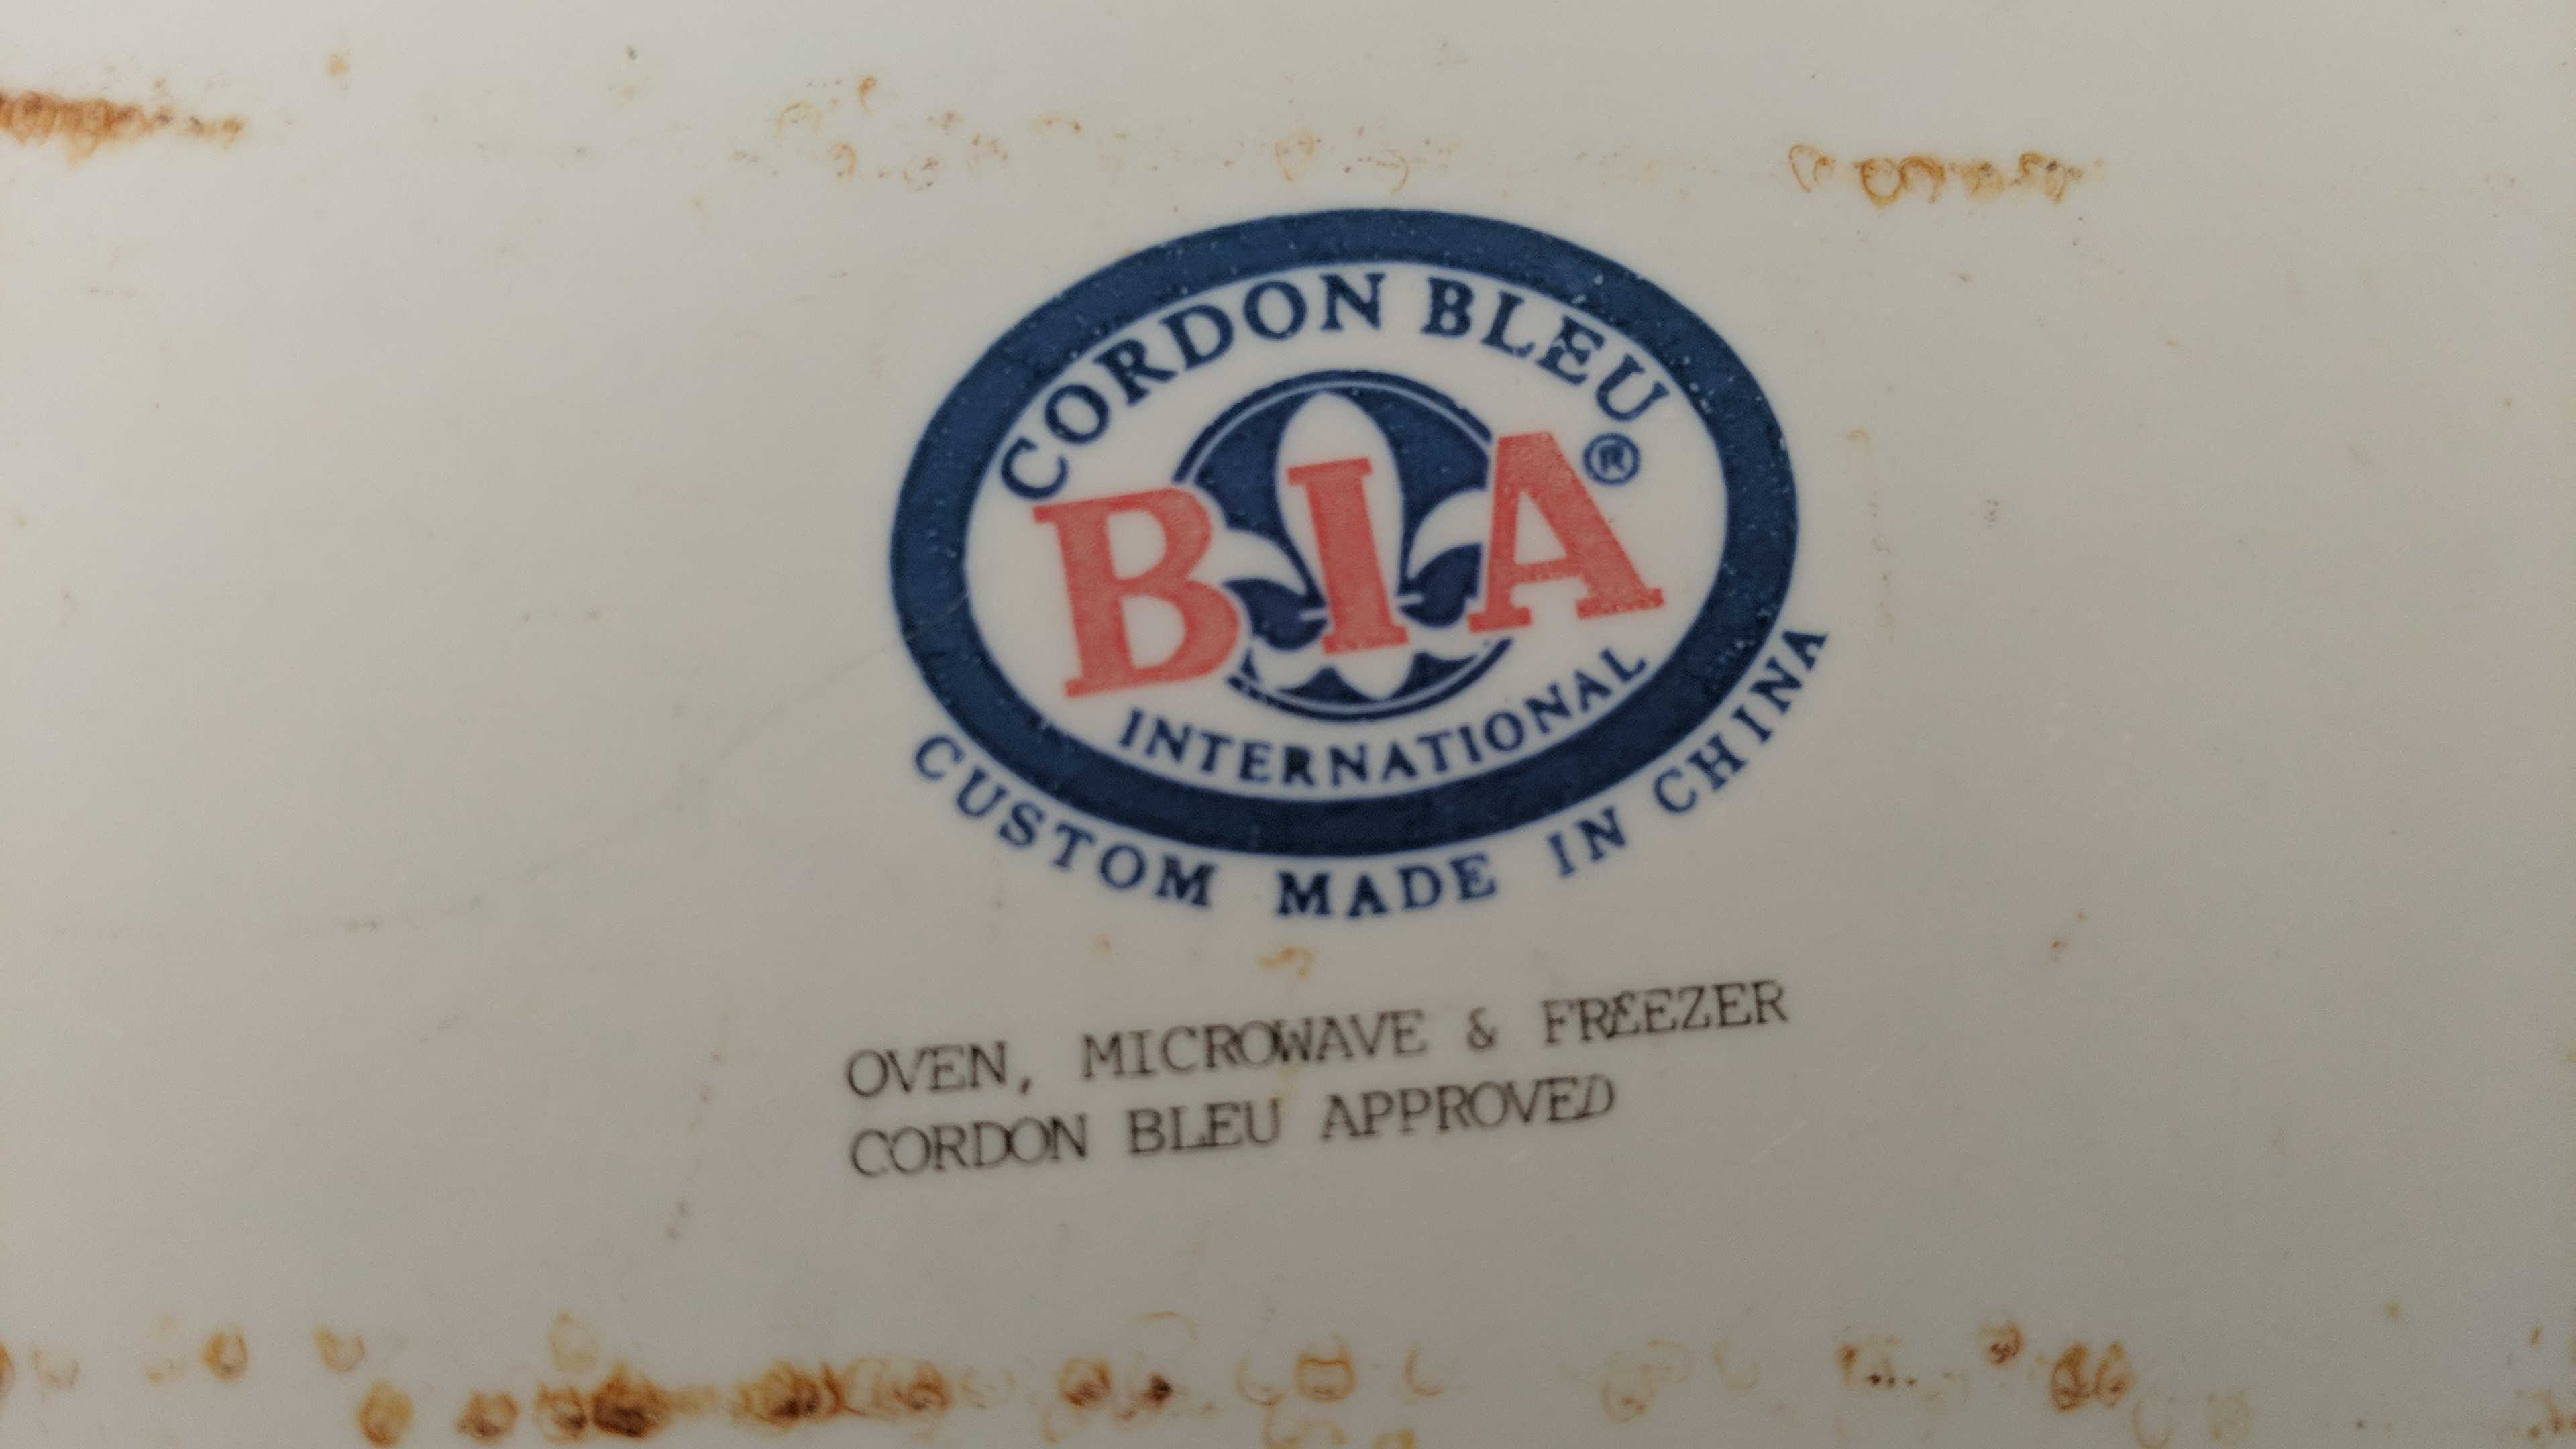 CORDON BLEU
®
BIA
INTERNATIONAL
CUSTOM MADE IN CHINA
OVEN, MICROWAVE & FREEZER
CORDON BLEU APPROVED